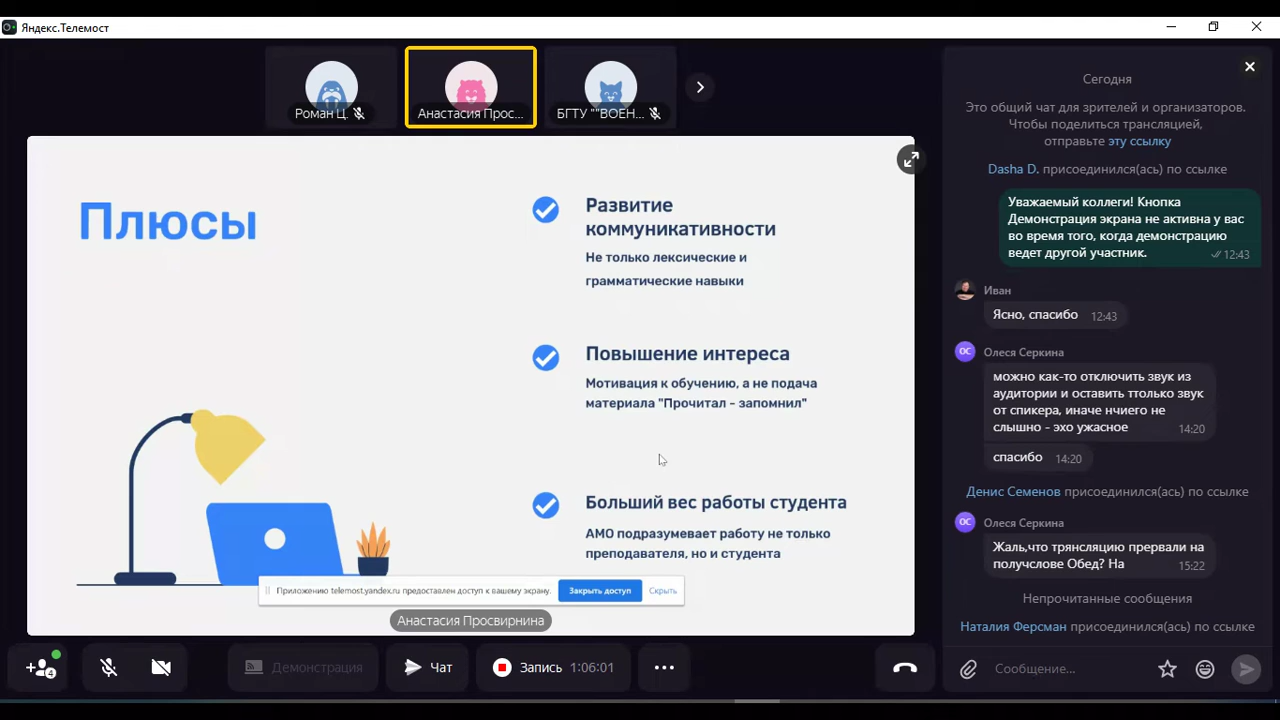 Яндекс.Телемост
Роман Ц.
Анастасия Прос...
БГТУ ""ВОЕН...
Плюсы
Развитие
коммуникативности
Не только лексические и
грамматические навыки
Повышение интереса
Мотивация к обучению, а не подача
материала "Прочитал - запомнил"
Больший вес работы студента
АМО подразумевает работу не только
преподавателя, но и студента
Приложению telemost.yandex.ru предоставлен доступ к вашему экрану.
Закрыть доступ
Скрыть
Анастасия Просвирнина
4
Демонстрация
Чат
Запись 1:06:01
Сегодня
Это общий чат для зрителей и организаторов.
Чтобы поделиться трансляцией,
отправьте эту ссылку
Dasha D. присоединился(ась) по ссылке
Уважаемый коллеги! Кнопка
Демонстрация экрана не активна у вас
во время того, когда демонстрацию
ведет другой участник.
12:43
Иван
Ясно, спасибо 12:43
ОС
Олеся Серкина
можно как-то отключить звук из
аудитории и оставить ттолько звук
от спикера, иначе нчиего не
слышно - эхо ужасное 14:20
спасибо 14:20
Денис Семенов присоединился(ась) по ссылке
ОС
Олеся Серкина
Жаль,что трянсляцию прервали на
получслове Обед? На 15:22
Непрочитанные сообщения
Наталия Ферсман присоединился(ась) по ссылке
Сообщение...